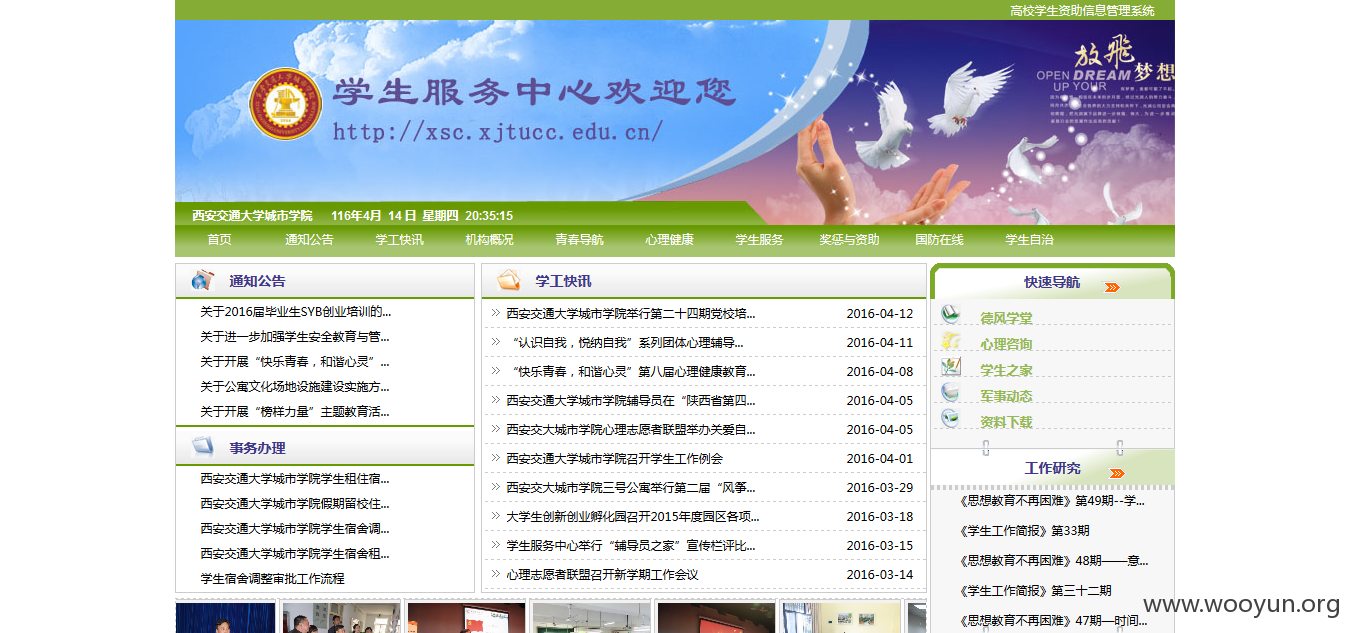 高校学生资助信息管理系统
学生服务中心欢迎您
http://xsc.xjtucc.edu.cn/
放飛
梦想
OPEN DREAM
UP YOUR
西安交通大学城市学院 116年4月 14日 星期四 20:35:15
首页 通知公告 学工快讯 机构概况 青春导航 心理健康 学生服务 奖惩与资助 国防在线 学生自治
通知公告
关于2016届毕业生SYB创业培训的...
关于进一步加强学生安全教育与管...
关于开展“快乐青春，和谐心灵”...
关于公寓文化场地设施建设实施方...
关于开展“榜样力量”主题教育活...
事务办理
西安交通大学城市学院学生租住宿...
西安交通大学城市学院假期留校住...
西安交通大学城市学院学生宿舍调...
西安交通大学城市学院学生宿舍租...
学生宿舍调整审批工作流程
学工快讯
西安交通大学城市学院举行第二十四期党校培... 2016-04-12
“认识自我，悦纳自我”系列团体心理辅导... 2016-04-11
“快乐青春，和谐心灵”第八届心理健康教育... 2016-04-08
西安交通大学城市学院辅导员在“陕西省第四... 2016-04-05
西安交大城市学院心理志愿者联盟举办关爱自... 2016-04-05
西安交通大学城市学院召开学生工作例会 2016-04-01
西安交大城市学院三号公寓举行第二届“风筝... 2016-03-29
大学生创新创业孵化园召开2015年度园区各项... 2016-03-18
学生服务中心举行“辅导员之家”宣传栏评比... 2016-03-15
心理志愿者联盟召开新学期工作会议 2016-03-14
快速导航
德风学堂
心理咨询
学生之家
军事动态
资料下载
工作研究
《思想教育不再困难》第49期--学...
《学生工作简报》第33期
《思想教育不再困难》48期——意...
《学生工作简报》第三十二期
《思想教育不再困难》47期—时间...
www.wooyun.org